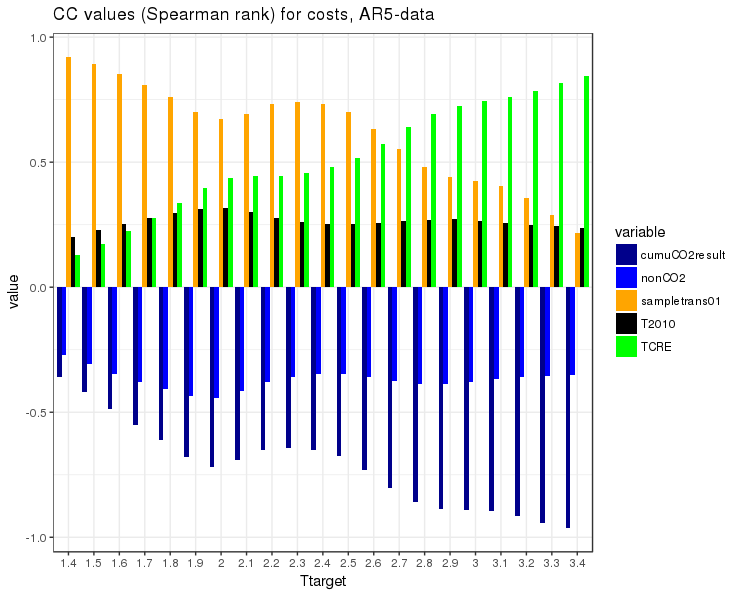 CC values (Spearman rank) for costs, AR5-data
1.0
0.5
0.0
-0.5
-1.0
value
1.4 1.5 1.6 1.7 1.8 1.9 2 2.1 2.2 2.3 2.4 2.5 2.6 2.7 2.8 2.9 3 3.1 3.2 3.3 3.4
Ttarget
variable
cumuCO2result
nonCO2
sampletrans01
T2010
TCRE